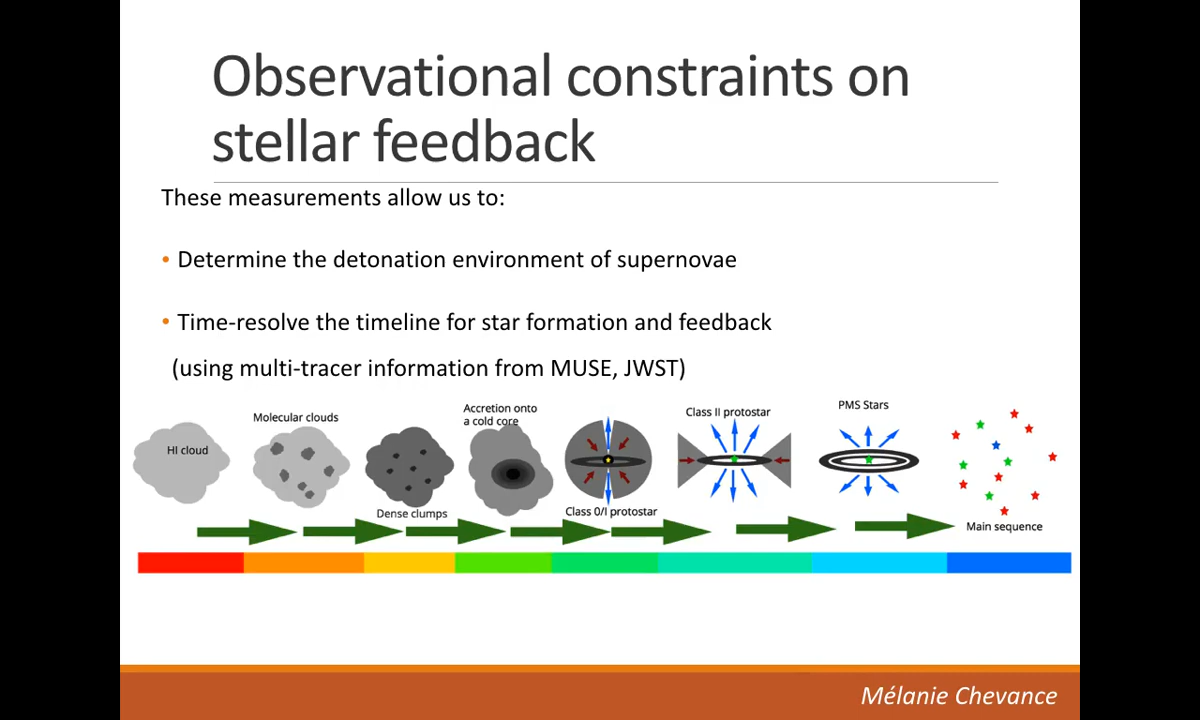 Observational constraints on
stellar feedback
These measurements allow us to:
• Determine the detonation environment of supernovae
• Time-resolve the timeline for star formation and feedback
(using multi-tracer information from MUSE, JWST)
HI cloud
Molecular clouds
Dense clumps
Accretion onto
a cold core
Class 0/I protostar
Class II protostar
PMS Stars
Main sequence
Mélanie Chevance